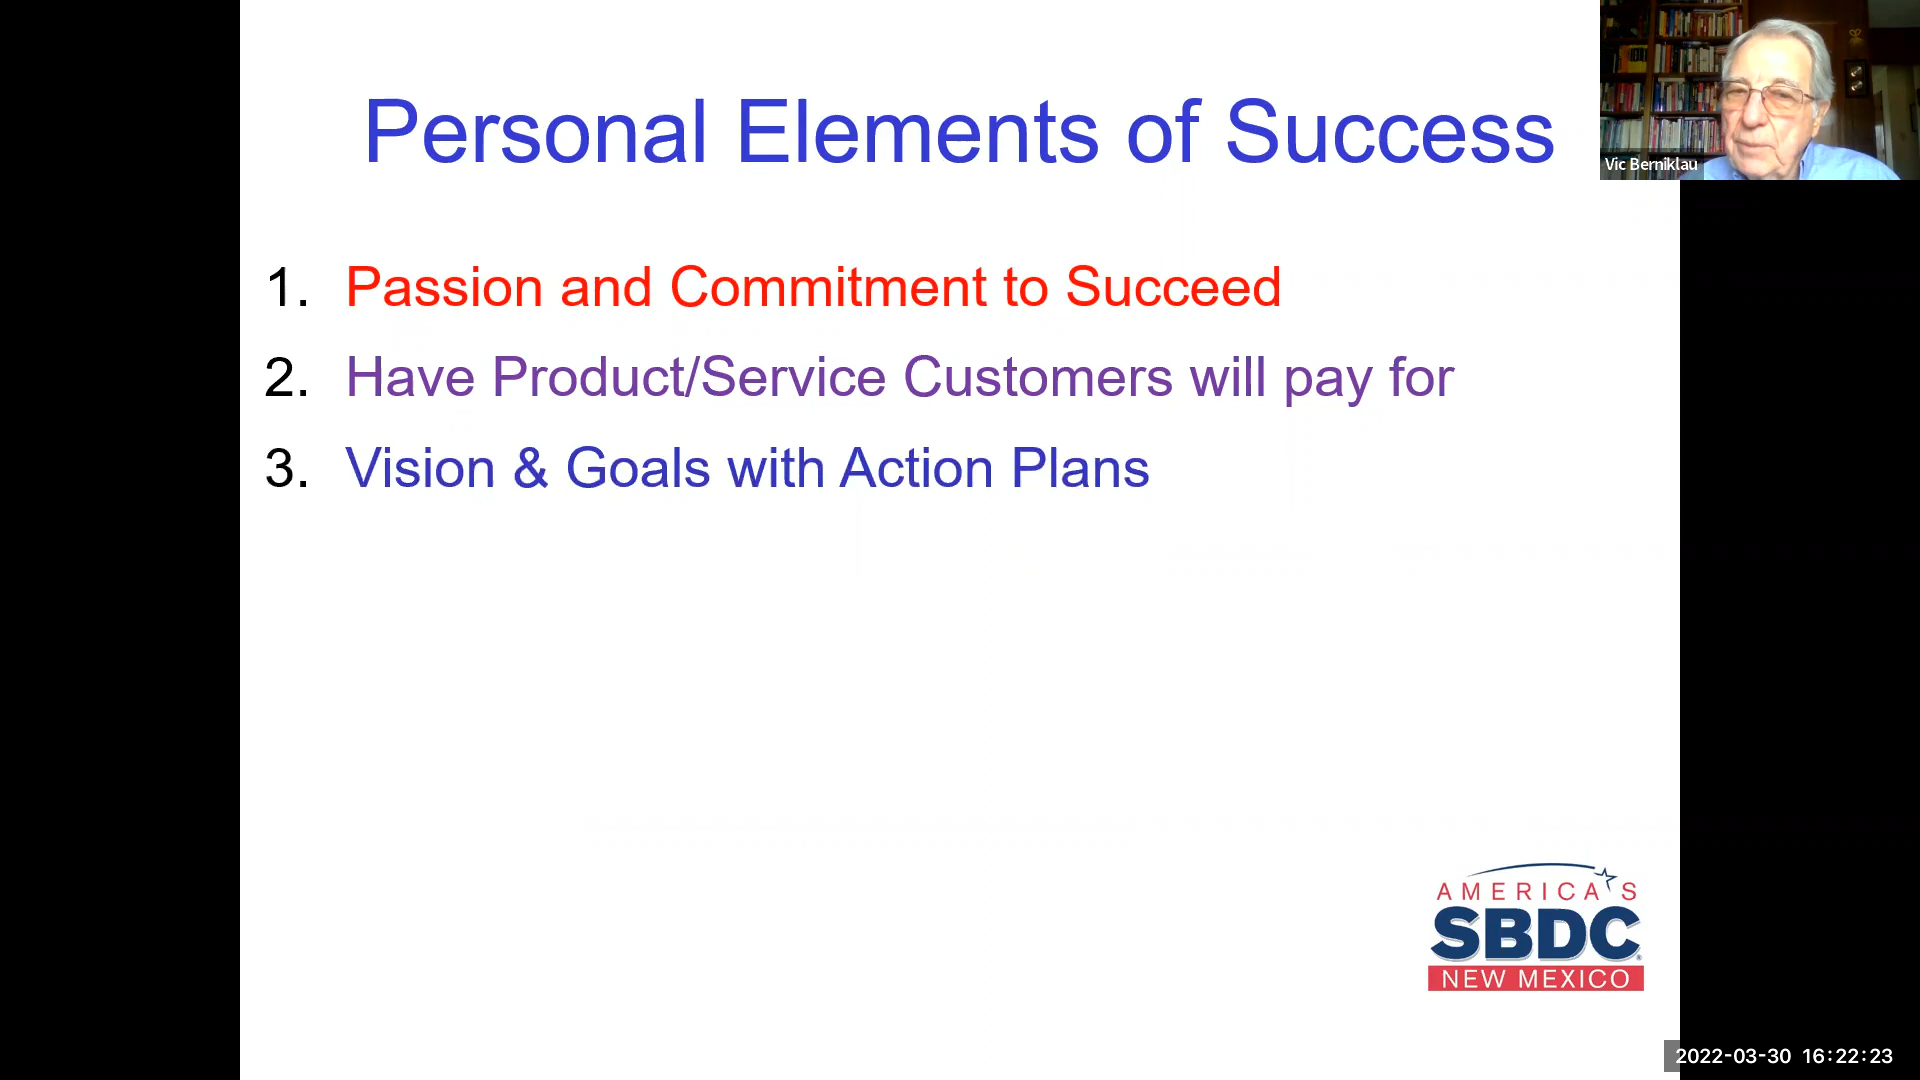 Personal Elements of Success
Vic Berniklau
1. Passion and Commitment to Succeed
2. Have Product/Service Customers will pay for
3. Vision & Goals with Action Plans
AMERICA'S
SBDC
NEW MEXICO
2022-03-30 16:22:23